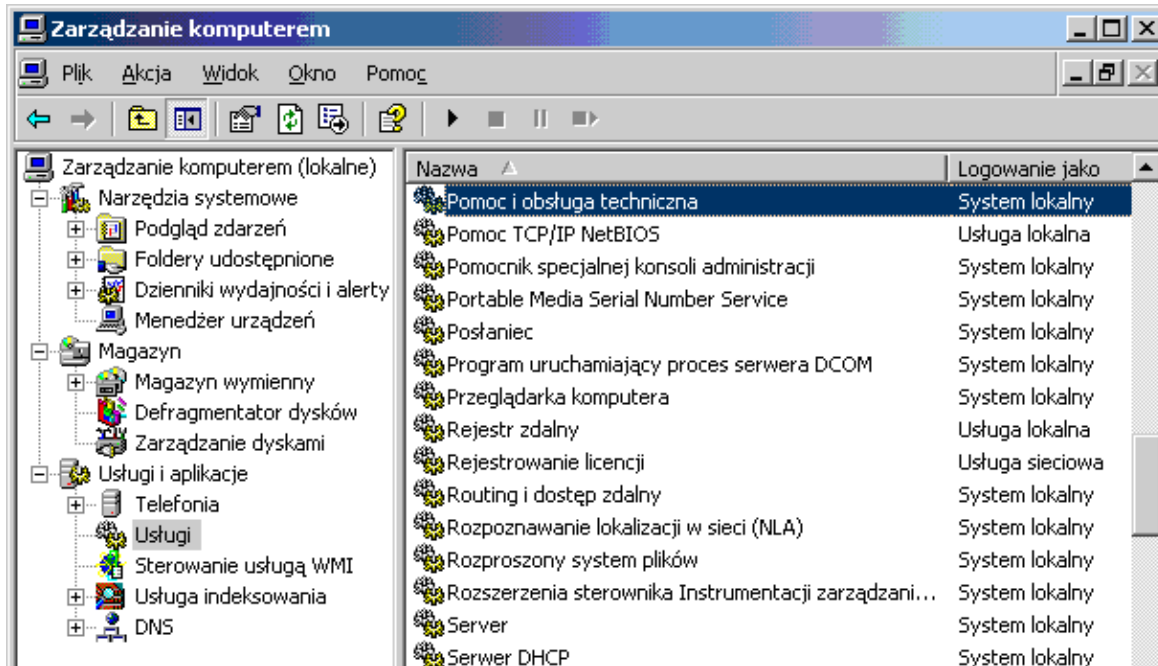 Zarządzanie komputerem
Plik Akcja Widok Okno Pomoc
Zarządzanie komputerem (lokalne)
Narzędzia systemowe
Podgląd zdarzeń
Foldery udostępnione
Dzienniki wydajności i alerty
Menedżer urządzeń
Magazyn
Magazyn wymienny
Defragmentator dysków
Zarządzanie dyskami
Usługi i aplikacje
Telefonia
Usługi
Sterowanie usługą WMI
Usługa indeksowania
DNS
Nazwa Logowanie jako
Pomoc i obsługa techniczna System lokalny
Pomoc TCP/IP NetBIOS Usługa lokalna
Pomocnik specjalnej konsoli administracji System lokalny
Portable Media Serial Number Service System lokalny
Posłaniec System lokalny
Program uruchamiający proces serwera DCOM System lokalny
Przeglądarka komputera System lokalny
Rejestr zdalny Usługa lokalna
Rejestrowanie licencji Usługa sieciowa
Routing i dostęp zdalny System lokalny
Rozpoznawanie lokalizacji w sieci (NLA) System lokalny
Rozproszony system plików System lokalny
Rozszerzenia sterownika Instrumentacji zarządzani... System lokalny
Server System lokalny
Serwer DHCP System lokalny